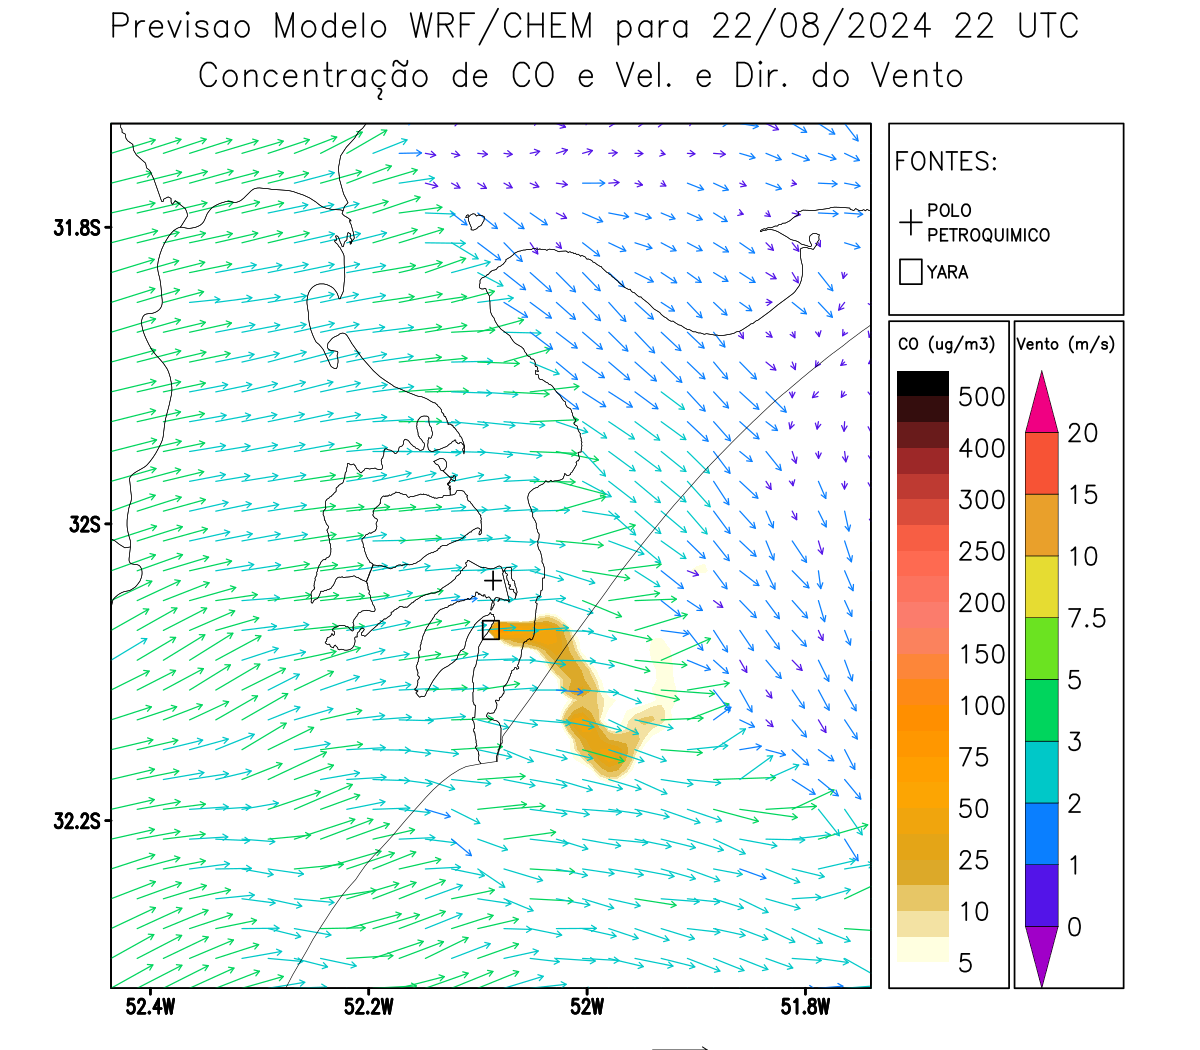 Previsao Modelo WRF/CHEM para 22/08/2024 22 UTC
Concentração de CO e Vel. e Dir. do Vento
FONTES:
POLO
PETROQUIMICO
YARA
CO (ug/m3)
500
400
300
250
200
150
100
75
50
25
10
5
Vento (m/s)
20
15
10
7.5
5
3
2
1
0
31.8S
32S
32.2S
52.4W
52.2W
52W
51.8W